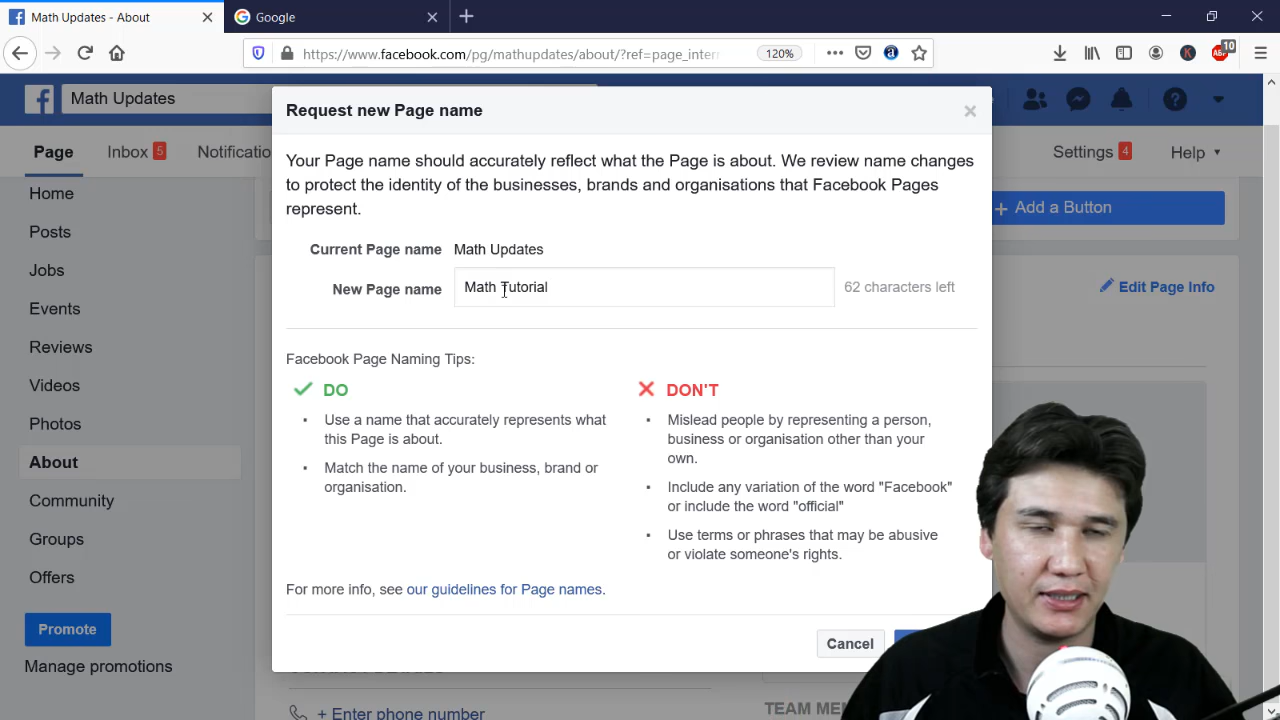 Math Updates - About
Google
https://www.facebook.com/pg/mathupdates/about/?ref=page_inter
120%
10
Math Updates
Page
Inbox 5
Notificatio
Settings 4
Help
Home
Posts
Events
Jobs
Reviews
Videos
Photos
About
Community
Groups
Offers
Promote
Manage promotions
+ Add a Button
Edit Page Info
Request new Page name
Your Page name should accurately reflect what the Page is about. We review name changes
to protect the identity of the businesses, brands and organisations that Facebook Pages
represent.
Current Page name Math Updates
New Page name Math Tutorial 62 characters left
Facebook Page Naming Tips:
DO
Use a name that accurately represents what
this Page is about.
Match the name of your business, brand or
organisation.
DON'T
Mislead people by representing a person,
business or organisation other than your
own.
Include any variation of the word "Facebook"
or include the word "official"
Use terms or phrases that may be abusive
or violate someone's rights.
For more info, see our guidelines for Page names.
Cancel
+ Enter phone number
TEAM ME